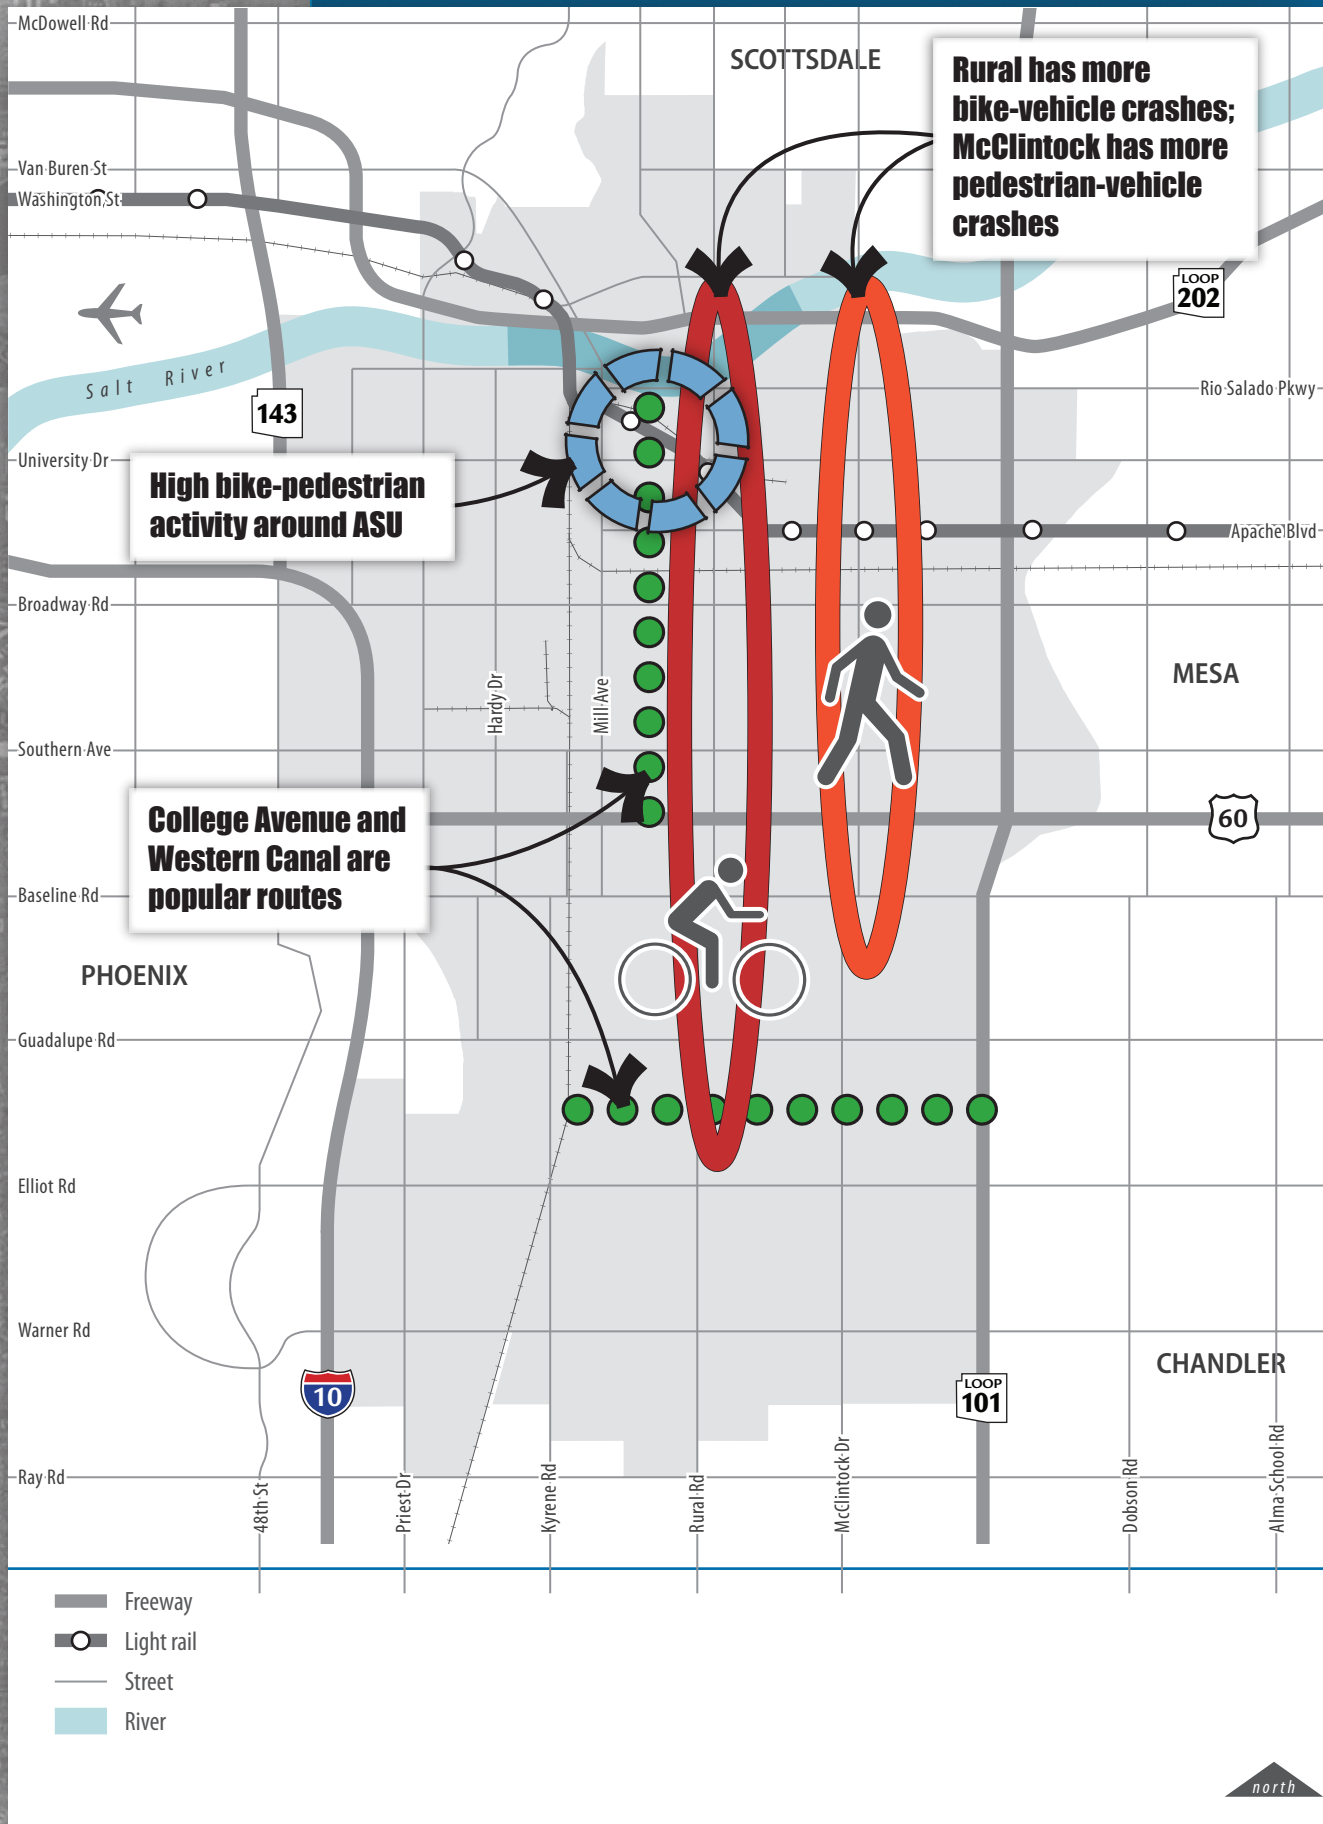 McDowell Rd
SCOTTSDALE
Rural has more
bike-vehicle crashes;
McClintock has more
pedestrian-vehicle
crashes
Van Buren St
Washington St
LOOP
202
Salt River
Rio Salado Pkwy
143
University Dr
High bike-pedestrian
activity around ASU
Apache Blvd
Broadway Rd
MESA
Hardy Dr
Mill Ave
Southern Ave
College Avenue and
Western Canal are
popular routes
60
Baseline Rd
PHOENIX
Guadalupe Rd
Elliot Rd
Warner Rd
CHANDLER
10
LOOP
101
Ray Rd
48th St
Priest Dr
Kyrene Rd
Rural Rd
McClintock Dr
Dobson Rd
Alma School Rd
Freeway
Light rail
Street
River
north